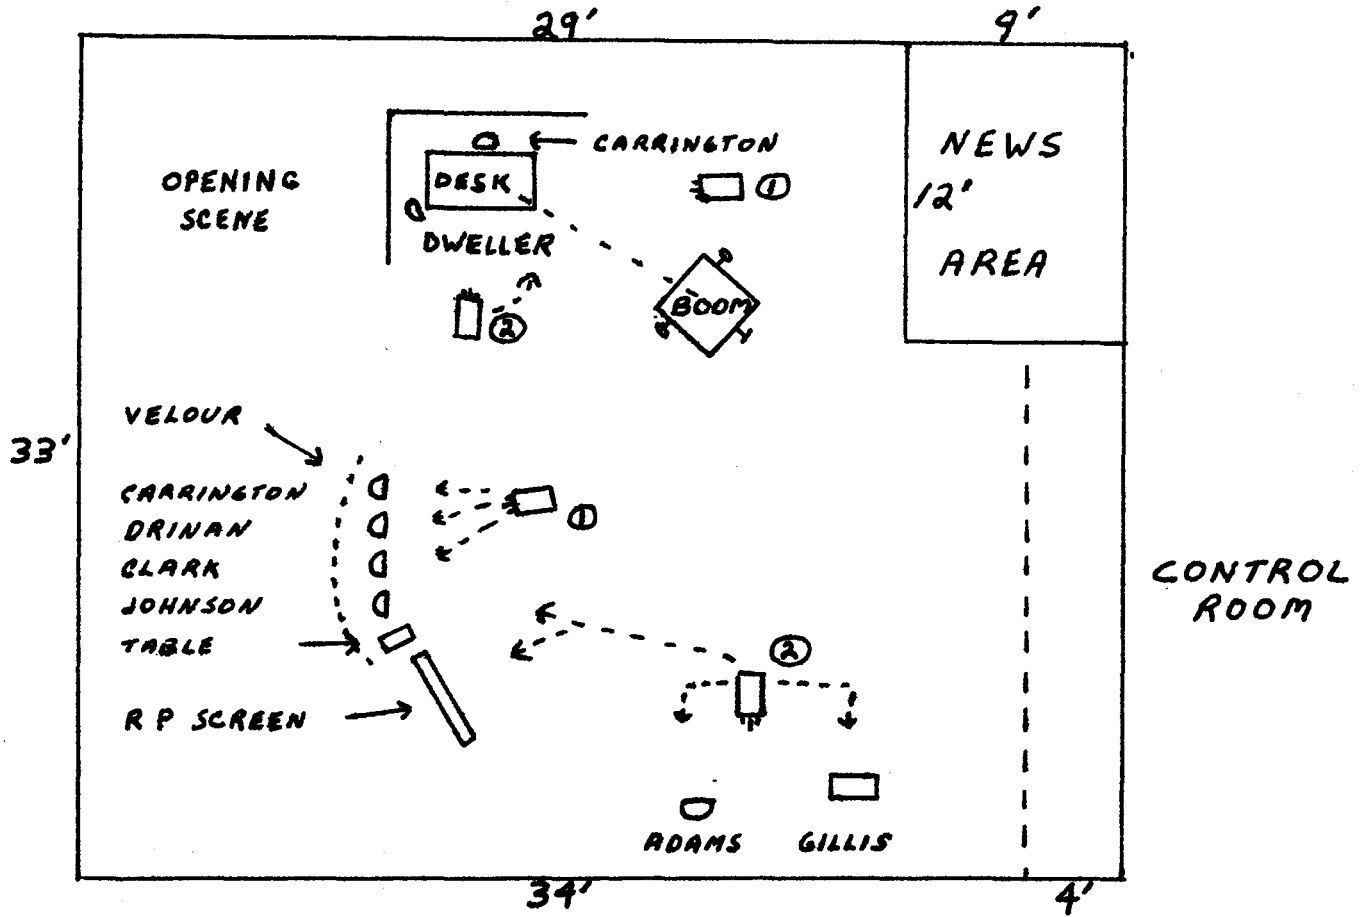 29'
9'
CARRINGTON
NEWS
12'
AREA
OPENING
SCENE
DESK
1
DWELLER
BOOM
2
33'
VELOUR
CARRINGTON
DRINAN
CLARK
JOHNSON
TABLE
R P SCREEN
1
2
CONTROL
ROOM
ADAMS
GILLIS
34'
4'